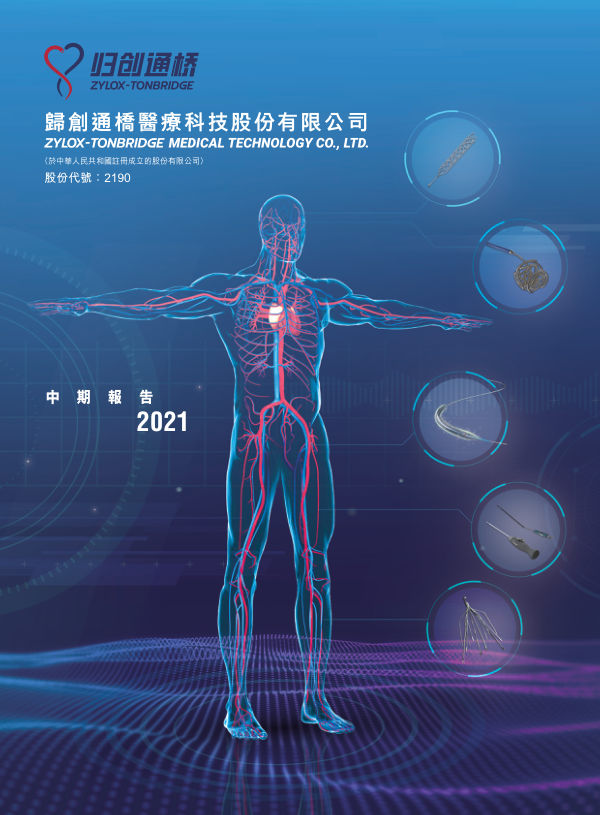 归创通桥
ZYLOX-TONBRIDGE
歸創通橋醫療科技股份有限公司
ZYLOX-TONBRIDGE MEDICAL TECHNOLOGY CO., LTD.
（於中華人民共和國註冊成立的股份有限公司）
股份代號：2190
中期報告
2021